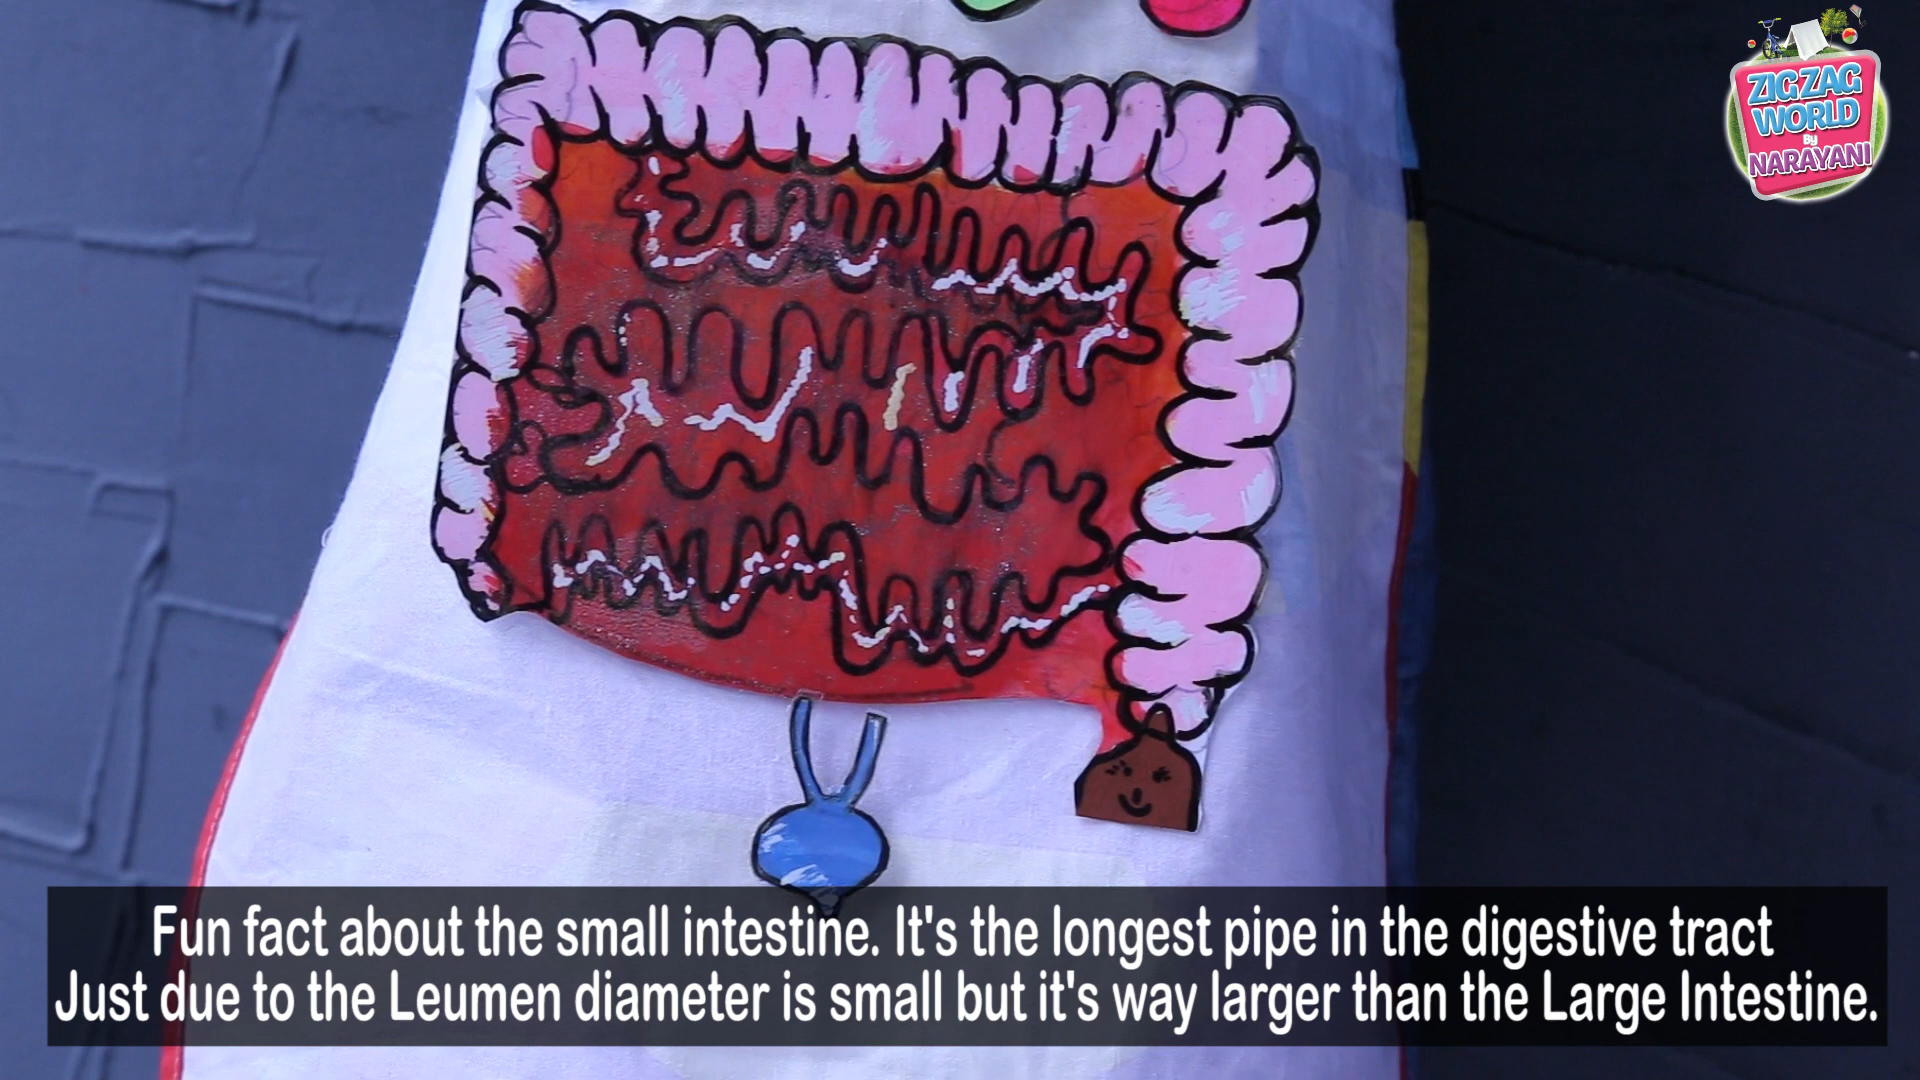 ZIGZAG
WORLD
By
NARAYANI
Fun fact about the small intestine. It's the longest pipe in the digestive tract
Just due to the Leumen diameter is small but it's way larger than the Large Intestine.